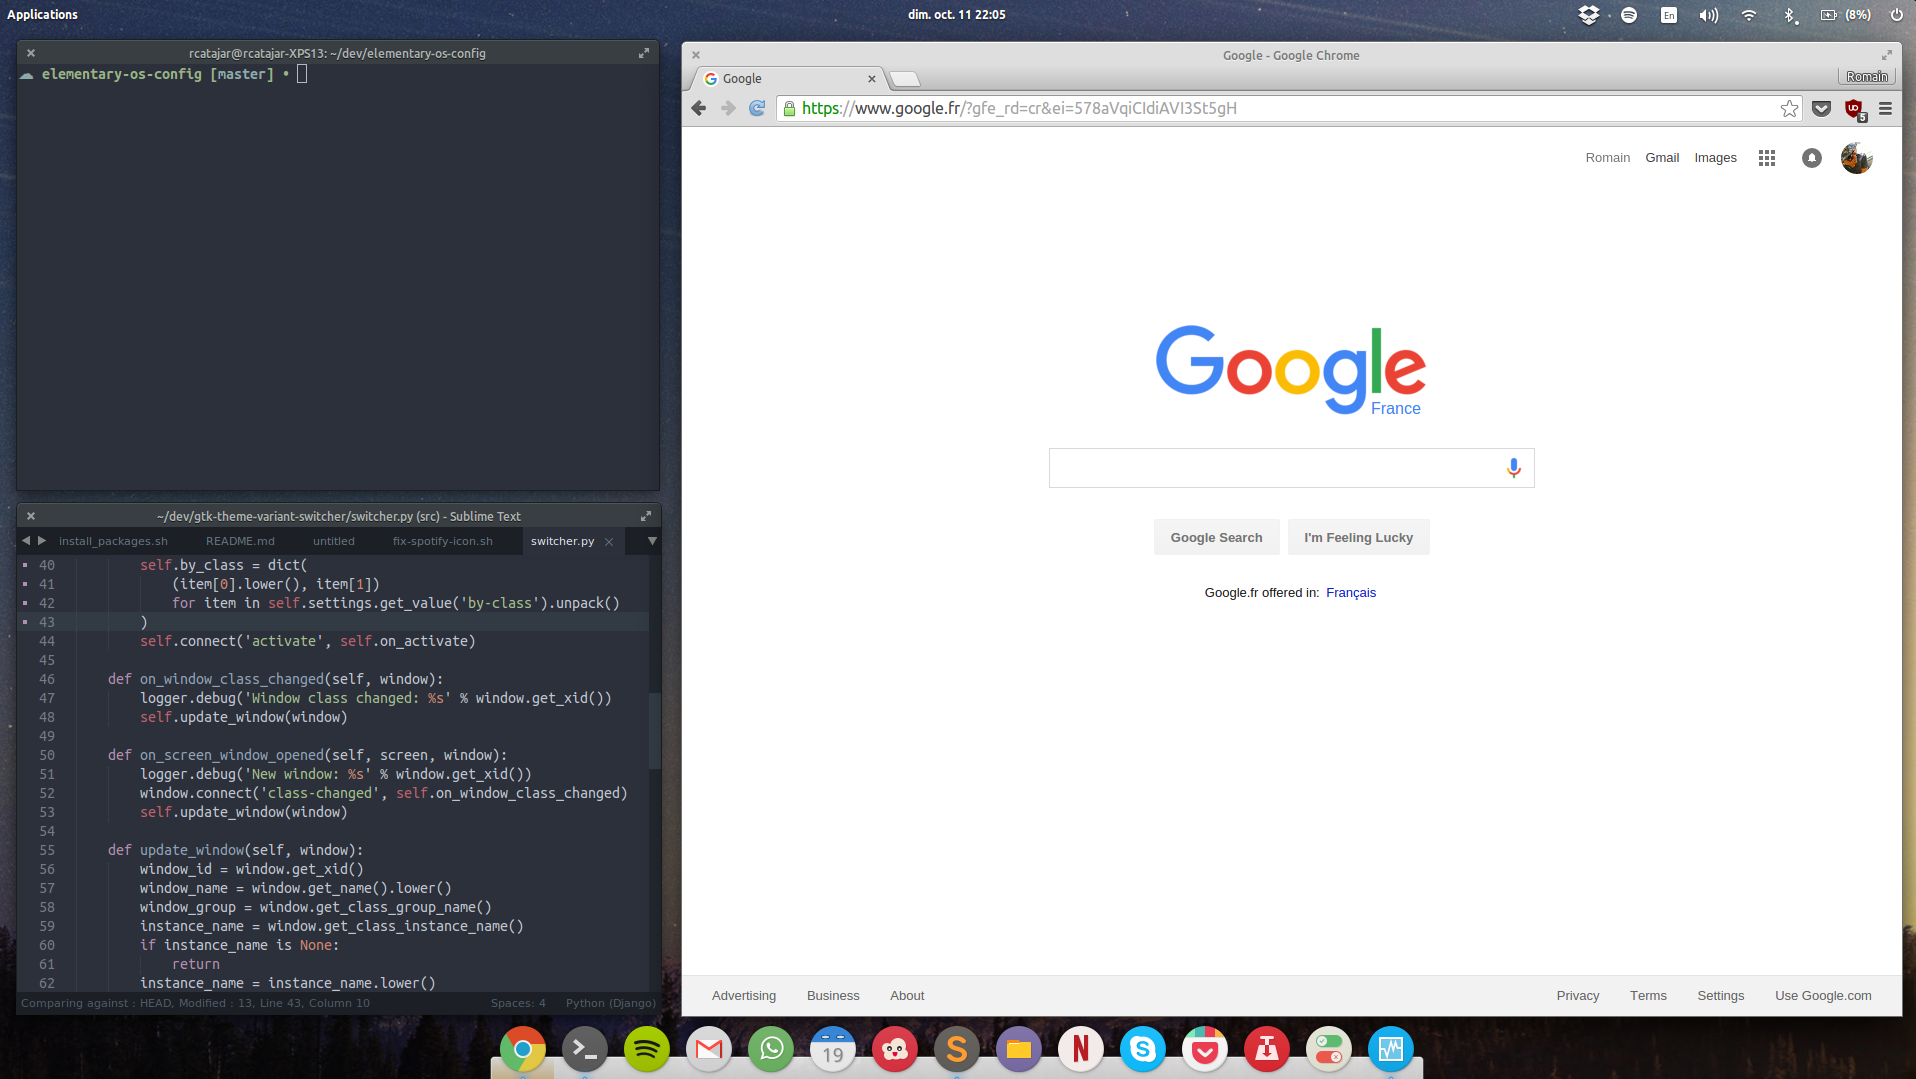 Applications
dim. oct. 11 22:05
En
(8%)
rcatajar@rcatajar-XPS13: ~/dev/elementary-os-config
elementary-os-config [master] •
~/dev/gtk-theme-variant-switcher/switcher.py (src) - Sublime Text
install_packages.sh README.md untitled fix-spotify-icon.sh switcher.py
40 self.by_class = dict(
41 (item[0].lower(), item[1])
42 for item in self.settings.get_value('by-class').unpack()
43 )
44 self.connect('activate', self.on_activate)
45
46 def on_window_class_changed(self, window):
47 logger.debug('Window class changed: %s' % window.get_xid())
48 self.update_window(window)
49
50 def on_screen_window_opened(self, screen, window):
51 logger.debug('New window: %s' % window.get_xid())
52 window.connect('class-changed', self.on_window_class_changed)
53 self.update_window(window)
54
55 def update_window(self, window):
56 window_id = window.get_xid()
57 window_name = window.get_name().lower()
58 window_group = window.get_class_group_name()
59 instance_name = window.get_class_instance_name()
60 if instance_name is None:
61 return
62 instance_name = instance_name.lower()
Comparing against : HEAD, Modified : 13, Line 43, Column 10 Spaces: 4 Python (Django)
Google - Google Chrome
Google
Romain
https://www.google.fr/?gfe_rd=cr&ei=578aVqiCIdiAVI3St5gH
5
Romain Gmail Images
Google
France
Google Search I'm Feeling Lucky
Google.fr offered in: Français
Advertising Business About Privacy Terms Settings Use Google.com
19
S
N